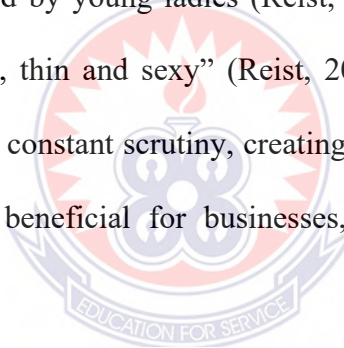 ed by young ladies (Reist,
, thin and sexy” (Reist, 20
constant scrutiny, creating
beneficial for businesses,
EDUCATION FOR SERVICE